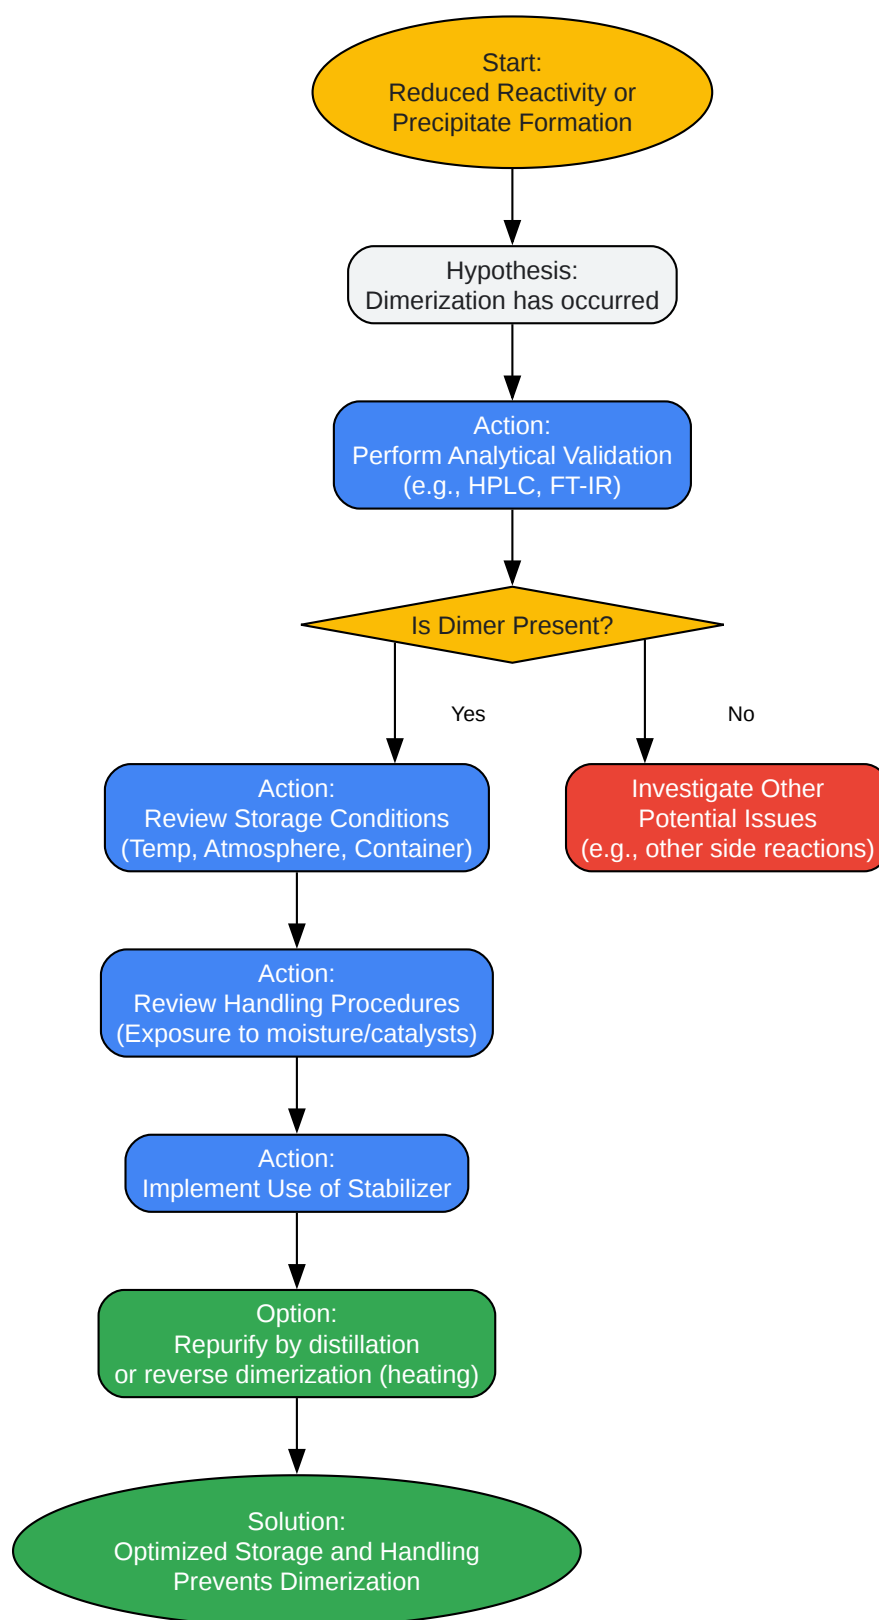 Start:
Reduced Reactivity or
Precipitate Formation
Hypothesis:
Dimerization has occurred
Action:
Perform Analytical Validation
(e.g., HPLC, FT-IR)
Is Dimer Present?
Yes
No
Action:
Review Storage Conditions
(Temp, Atmosphere, Container)
Investigate Other
Potential Issues
(e.g., other side reactions)
Action:
Review Handling Procedures
(Exposure to moisture/catalysts)
Action:
Implement Use of Stabilizer
Option:
Repurify by distillation
or reverse dimerization (heating)
Solution:
Optimized Storage and Handling
Prevents Dimerization